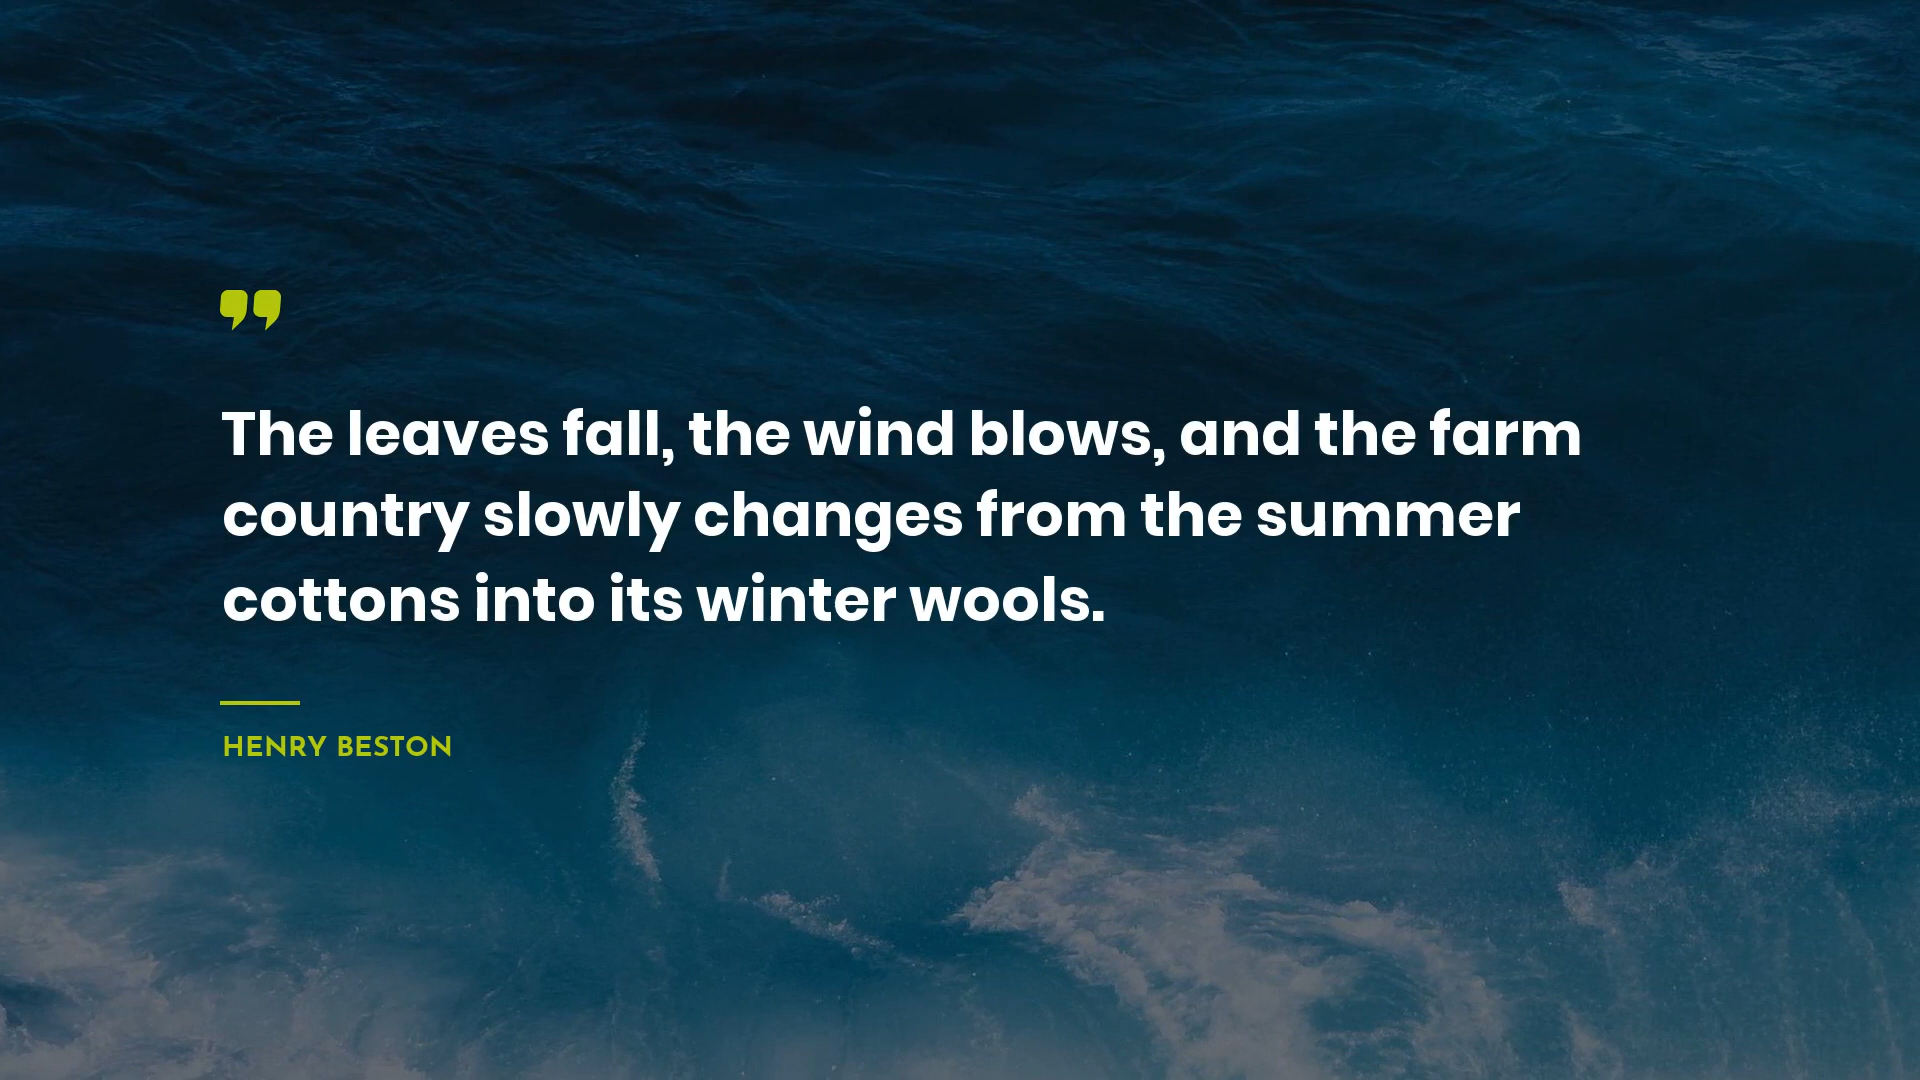 The leaves fall, the wind blows, and the farm
country slowly changes from the summer
cottons into its winter wools.
HENRY BESTON